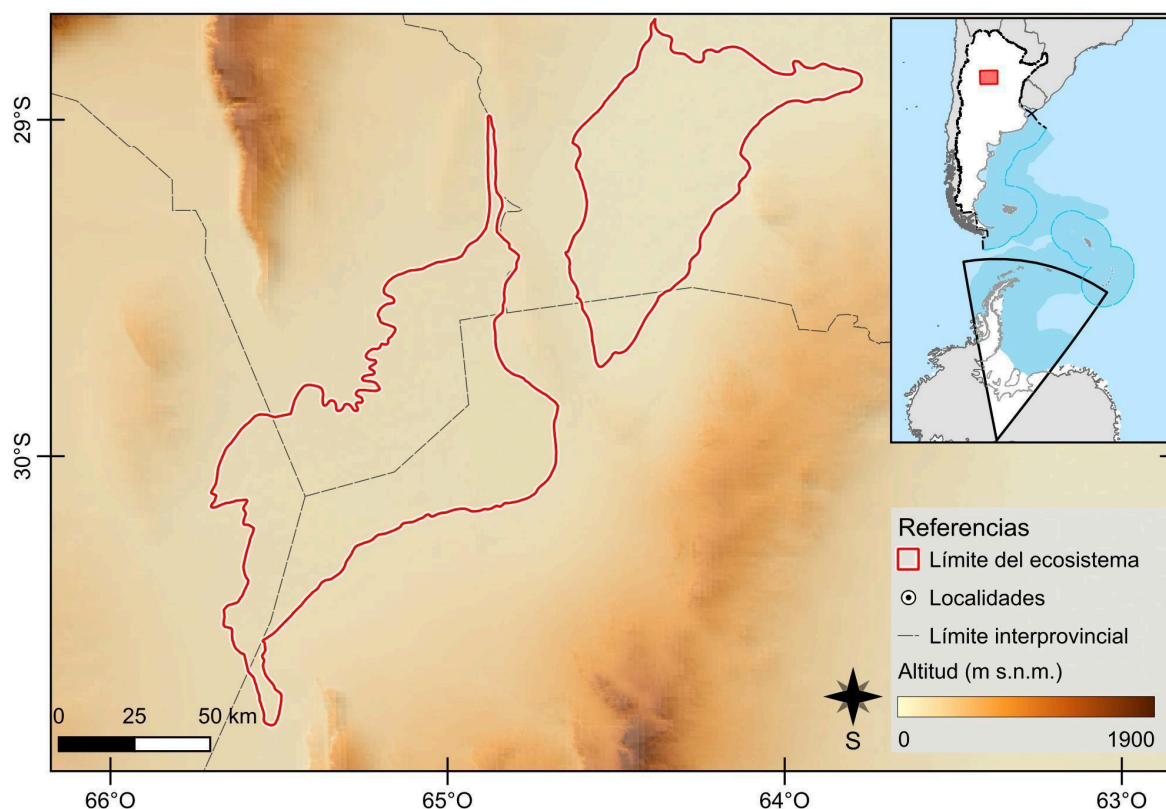 29°S
30°S
0 25 50 km
S
Referencias
Límite del ecosistema
Localidades
Límite interprovincial
Altitud (m s.n.m.)
0 1900
66°O 65°O 64°O 63°O